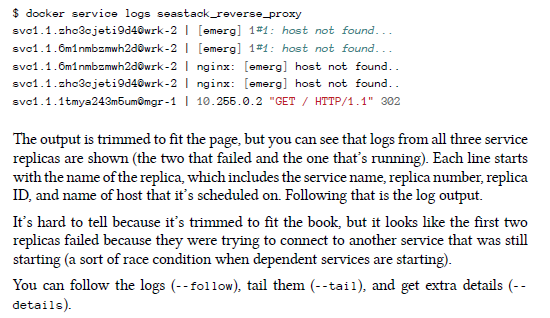 $ docker service logs seastack_reverse_proxy
svc1.1.zhc3cjeti9d4@wrk-2 | [emerg] 1#1: host not found...
svc1.1.6m1nmbzmwh2d@wrk-2 | [emerg] 1#1: host not found...
svc1.1.6m1nmbzmwh2d@wrk-2 | nginx: [emerg] host not found..
svc1.1.zhc3cjeti9d4@wrk-2 | nginx: [emerg] host not found..
svc1.1.1tmya243m5um@mgr-1 | 10.255.0.2 "GET / HTTP/1.1" 302
The output is trimmed to fit the page, but you can see that logs from all three service
replicas are shown (the two that failed and the one that's running). Each line starts
with the name of the replica, which includes the service name, replica number, replica
ID, and name of host that it's scheduled on. Following that is the log output.
It's hard to tell because it's trimmed to fit the book, but it looks like the first two
replicas failed because they were trying to connect to another service that was still
starting (a sort of race condition when dependent services are starting).
You can follow the logs (--follow), tail them (--tail), and get extra details (--
details).